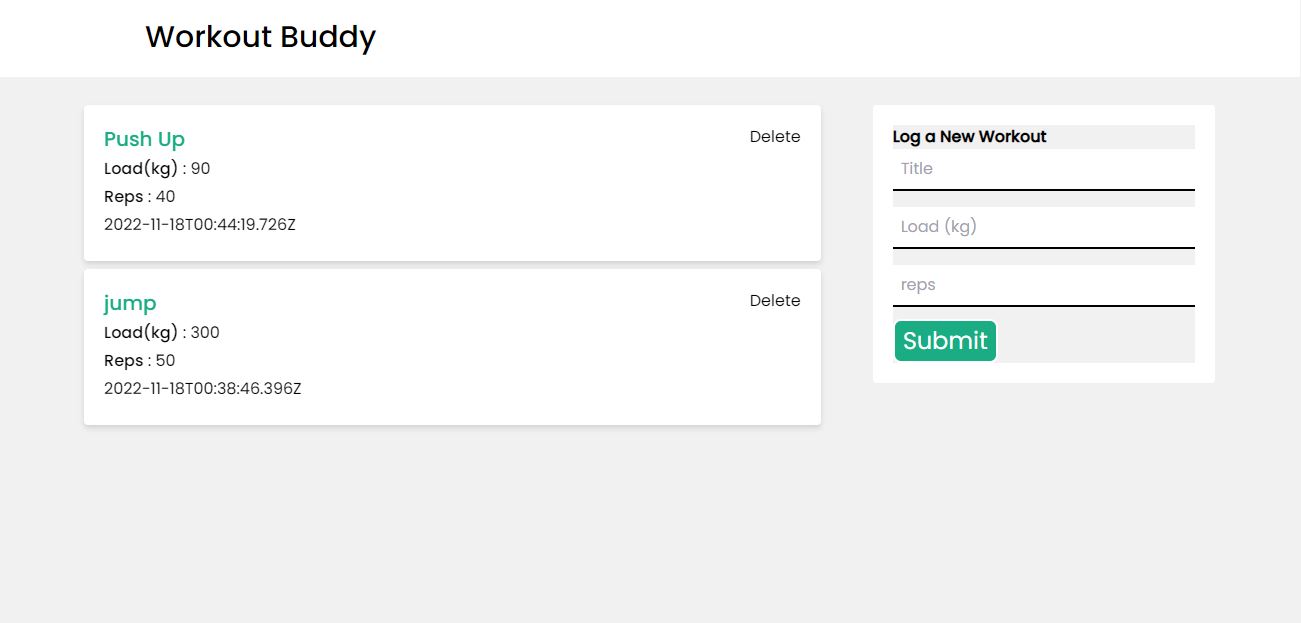 Workout Buddy
Push Up
Delete
Load(kg) : 90
Reps : 40
2022-11-18T00:44:19.726Z
jump
Delete
Load(kg) : 300
Reps : 50
2022-11-18T00:38:46.396Z
Log a New Workout
Title
Load (kg)
reps
Submit